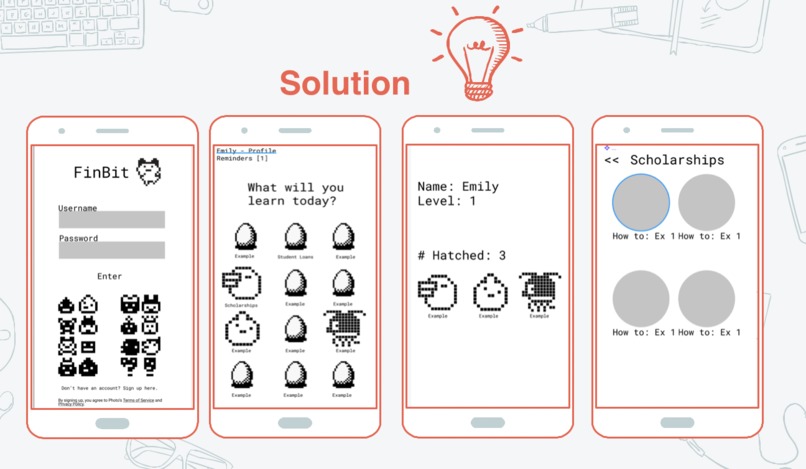 Solution
FinBit
Username
Password
Enter
Don't have an account? Sign up here.
By signing up, you agree to Photo's Terms of Service and
Privacy Policy.
Emily - Profile
Reminders [1]
What will you
learn today?
Example
Student Loans
Example
Scholarships
Example
Example
Example
Example
Example
Example
Example
Example
Name: Emily
Level: 1
# Hatched: 3
Example
Example
Example
<< Scholarships
How to: Ex 1
How to: Ex 1
How to: Ex 1
How to: Ex 1